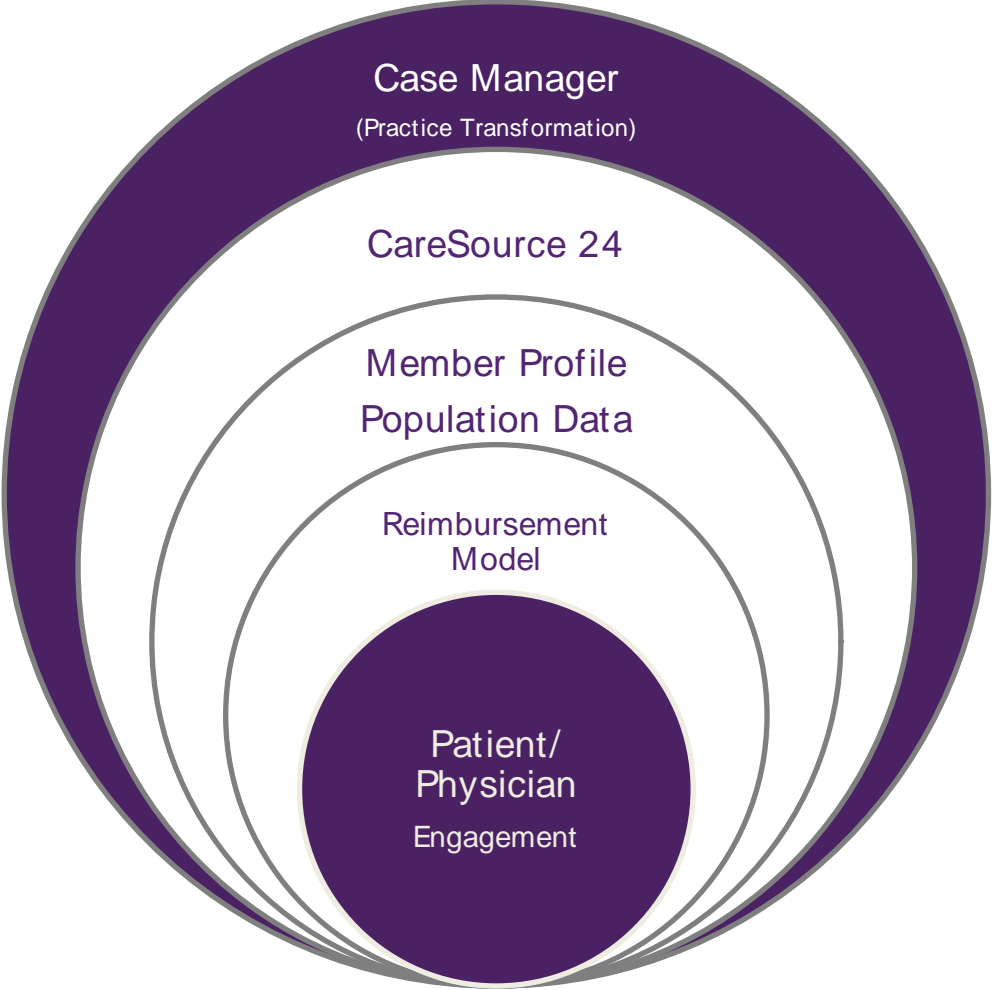 Case Manager
(Practice Transformation)
CareSource 24
Member Profile
Population Data
Reimbursement
Model
Patient/
Physician
Engagement